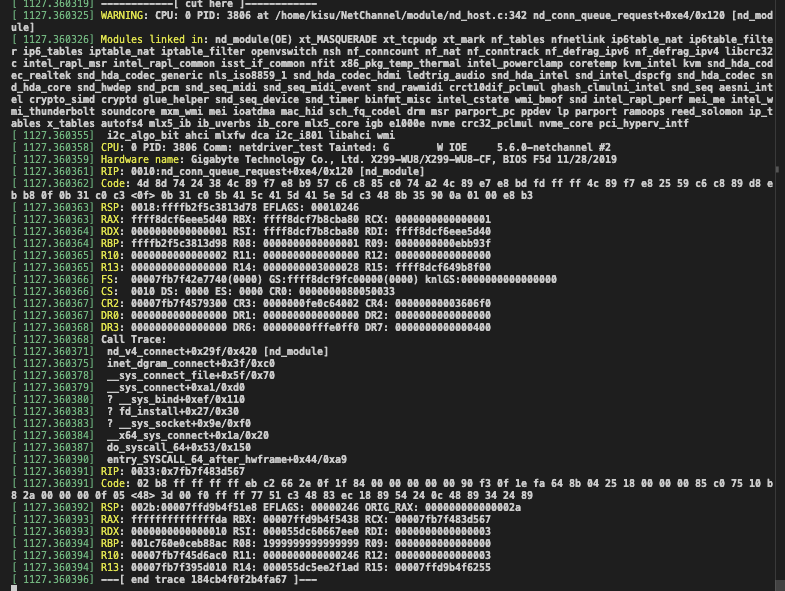 [ 1127.360319] ------------[ cut here ]------------
[ 1127.360325] WARNING: CPU: 0 PID: 3806 at /home/kisu/NetChannel/module/nd_host.c:342 nd_conn_queue_request+0xe4/0x120 [nd_mod
ule]
[ 1127.360326] Modules linked in: nd_module(OE) xt_MASQUERADE xt_tcpudp xt_mark nf_tables nfnetlink ip6table_nat ip6table_filte
r ip6_tables iptable_nat iptable_filter openvswitch nsh nf_conncount nf_nat nf_conntrack nf_defrag_ipv6 nf_defrag_ipv4 libcrc32
c intel_rapl_msr intel_rapl_common isst_if_common nfit x86_pkg_temp_thermal intel_powerclamp coretemp kvm_intel kvm snd_hda_cod
ec_realtek snd_hda_codec_generic nls_iso8859_1 snd_hda_codec_hdmi ledtrig_audio snd_hda_intel snd_intel_dspcfg snd_hda_codec sn
d_hda_core snd_hwdep snd_pcm snd_seq_midi snd_seq_midi_event snd_rawmidi crct10dif_pclmul ghash_clmulni_intel snd_seq aesni_int
el crypto_simd cryptd glue_helper snd_seq_device snd_timer binfmt_misc intel_cstate wmi_bmof snd intel_rapl_perf mei_me intel_w
mi_thunderbolt soundcore mxm_wmi mei ioatdma mac_hid sch_fq_codel drm msr parport_pc ppdev lp parport ramoops reed_solomon ip_t
ables x_tables autofs4 mlx5_ib ib_uverbs ib_core mlx5_core igb e1000e nvme crc32_pclmul nvme_core pci_hyperv_intf
[ 1127.360355]  i2c_algo_bit ahci mlxfw dca i2c_i801 libahci wmi
[ 1127.360358] CPU: 0 PID: 3806 Comm: netdriver_test Tainted: G        W IOE     5.6.0-netchannel #2
[ 1127.360359] Hardware name: Gigabyte Technology Co., Ltd. X299-WU8/X299-WU8-CF, BIOS F5d 11/28/2019
[ 1127.360361] RIP: 0010:nd_conn_queue_request+0xe4/0x120 [nd_module]
[ 1127.360362] Code: 4d 8d 74 24 38 4c 89 f7 e8 b9 57 c6 c8 85 c0 74 a2 4c 89 e7 e8 bd fd ff ff 4c 89 f7 e8 25 59 c6 c8 89 d8 e
b b8 0f 0b 31 c0 c3 <0f> 0b 31 c0 5b 41 5c 41 5d 41 5e 5d c3 48 8b 35 90 0a 01 00 e8 b3
[ 1127.360363] RSP: 0018:ffffb2f5c3813d78 EFLAGS: 00010246
[ 1127.360363] RAX: ffff8dcf6eee5d40 RBX: ffff8dcf7b8cba80 RCX: 0000000000000001
[ 1127.360364] RDX: 0000000000000001 RSI: ffff8dcf7b8cba80 RDI: ffff8dcf6eee5d40
[ 1127.360364] RBP: ffffb2f5c3813d98 R08: 0000000000000001 R09: 00000000000ebb93f
[ 1127.360365] R10: 0000000000000002 R11: 0000000000000001 R12: 0000000000000000
[ 1127.360365] R13: 0000000000000000 R14: 0000000003000028 R15: ffff8dcf649b8f00
[ 1127.360366] FS:  00007fb7f42e7740(0000) GS:ffff8dcf9fc00000(0000) knlGS:0000000000000000
[ 1127.360366] CS:  0010 DS: 0000 ES: 0000 CR0: 0000000080050033
[ 1127.360367] CR2: 00007fb7f4579300 CR3: 0000000fe0c64002 CR4: 00000000003606f0
[ 1127.360367] DR0: 0000000000000000 DR1: 0000000000000000 DR2: 0000000000000000
[ 1127.360368] DR3: 0000000000000000 DR6: 00000000fffe0ff0 DR7: 0000000000000400
[ 1127.360368] Call Trace:
[ 1127.360371]  nd_v4_connect+0x29f/0x420 [nd_module]
[ 1127.360375]  inet_dgram_connect+0x3f/0xc0
[ 1127.360378]  __sys_connect_file+0x5f/0x70
[ 1127.360379]  __sys_connect+0xa1/0xd0
[ 1127.360380]  ? __sys_bind+0xef/0x110
[ 1127.360383]  ? fd_install+0x27/0x30
[ 1127.360383]  ? __sys_socket+0x9e/0xf0
[ 1127.360384]  __x64_sys_connect+0x1a/0x20
[ 1127.360387]  do_syscall_64+0x53/0x150
[ 1127.360390]  entry_SYSCALL_64_after_hwframe+0x44/0xa9
[ 1127.360391] RIP: 0033:0x7fb7f483d567
[ 1127.360391] Code: 02 b8 ff ff ff ff eb c2 66 2e 0f 1f 84 00 00 00 00 00 90 f3 0f 1e fa 64 8b 04 25 18 00 00 00 85 c0 75 10 b
8 2a 00 00 00 0f 05 <48> 3d 00 f0 ff ff 77 51 c3 48 83 ec 18 89 54 24 0c 48 89 34 24 89
[ 1127.360392] RSP: 002b:00007ffd9b4f51e8 EFLAGS: 00000246 ORIG_RAX: 000000000000002a
[ 1127.360393] RAX: ffffffffffffffda RBX: 00007ffd9b4f5438 RCX: 00007fb7f483d567
[ 1127.360393] RDX: 0000000000000010 RSI: 000055dc60667ee0 RDI: 0000000000000003
[ 1127.360394] RBP: 001c760e0ceb88ac R08: 1999999999999999 R09: 0000000000000000
[ 1127.360394] R10: 00007fb7f45d6ac0 R11: 0000000000000246 R12: 0000000000000003
[ 1127.360395] R13: 00007fb7f395d010 R14: 000055dc5ee2f1ad R15: 00007ffd9b4f6255
[ 1127.360396] ---[ end trace 184cb4f0f2b4fa67 ]---